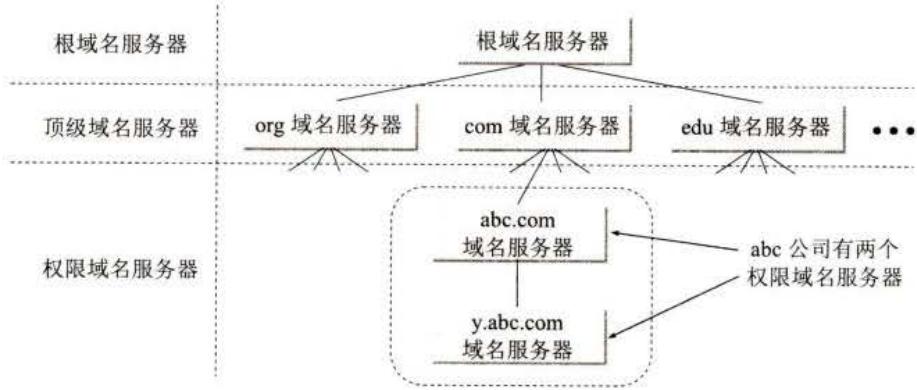 根域名服务器
根域名服务器
顶级域名服务器
org 域名服务器
com 域名服务器
edu 域名服务器
•••
权限域名服务器
abc.com
域名服务器
abc 公司有两个
权限域名服务器
y.abc.com
域名服务器